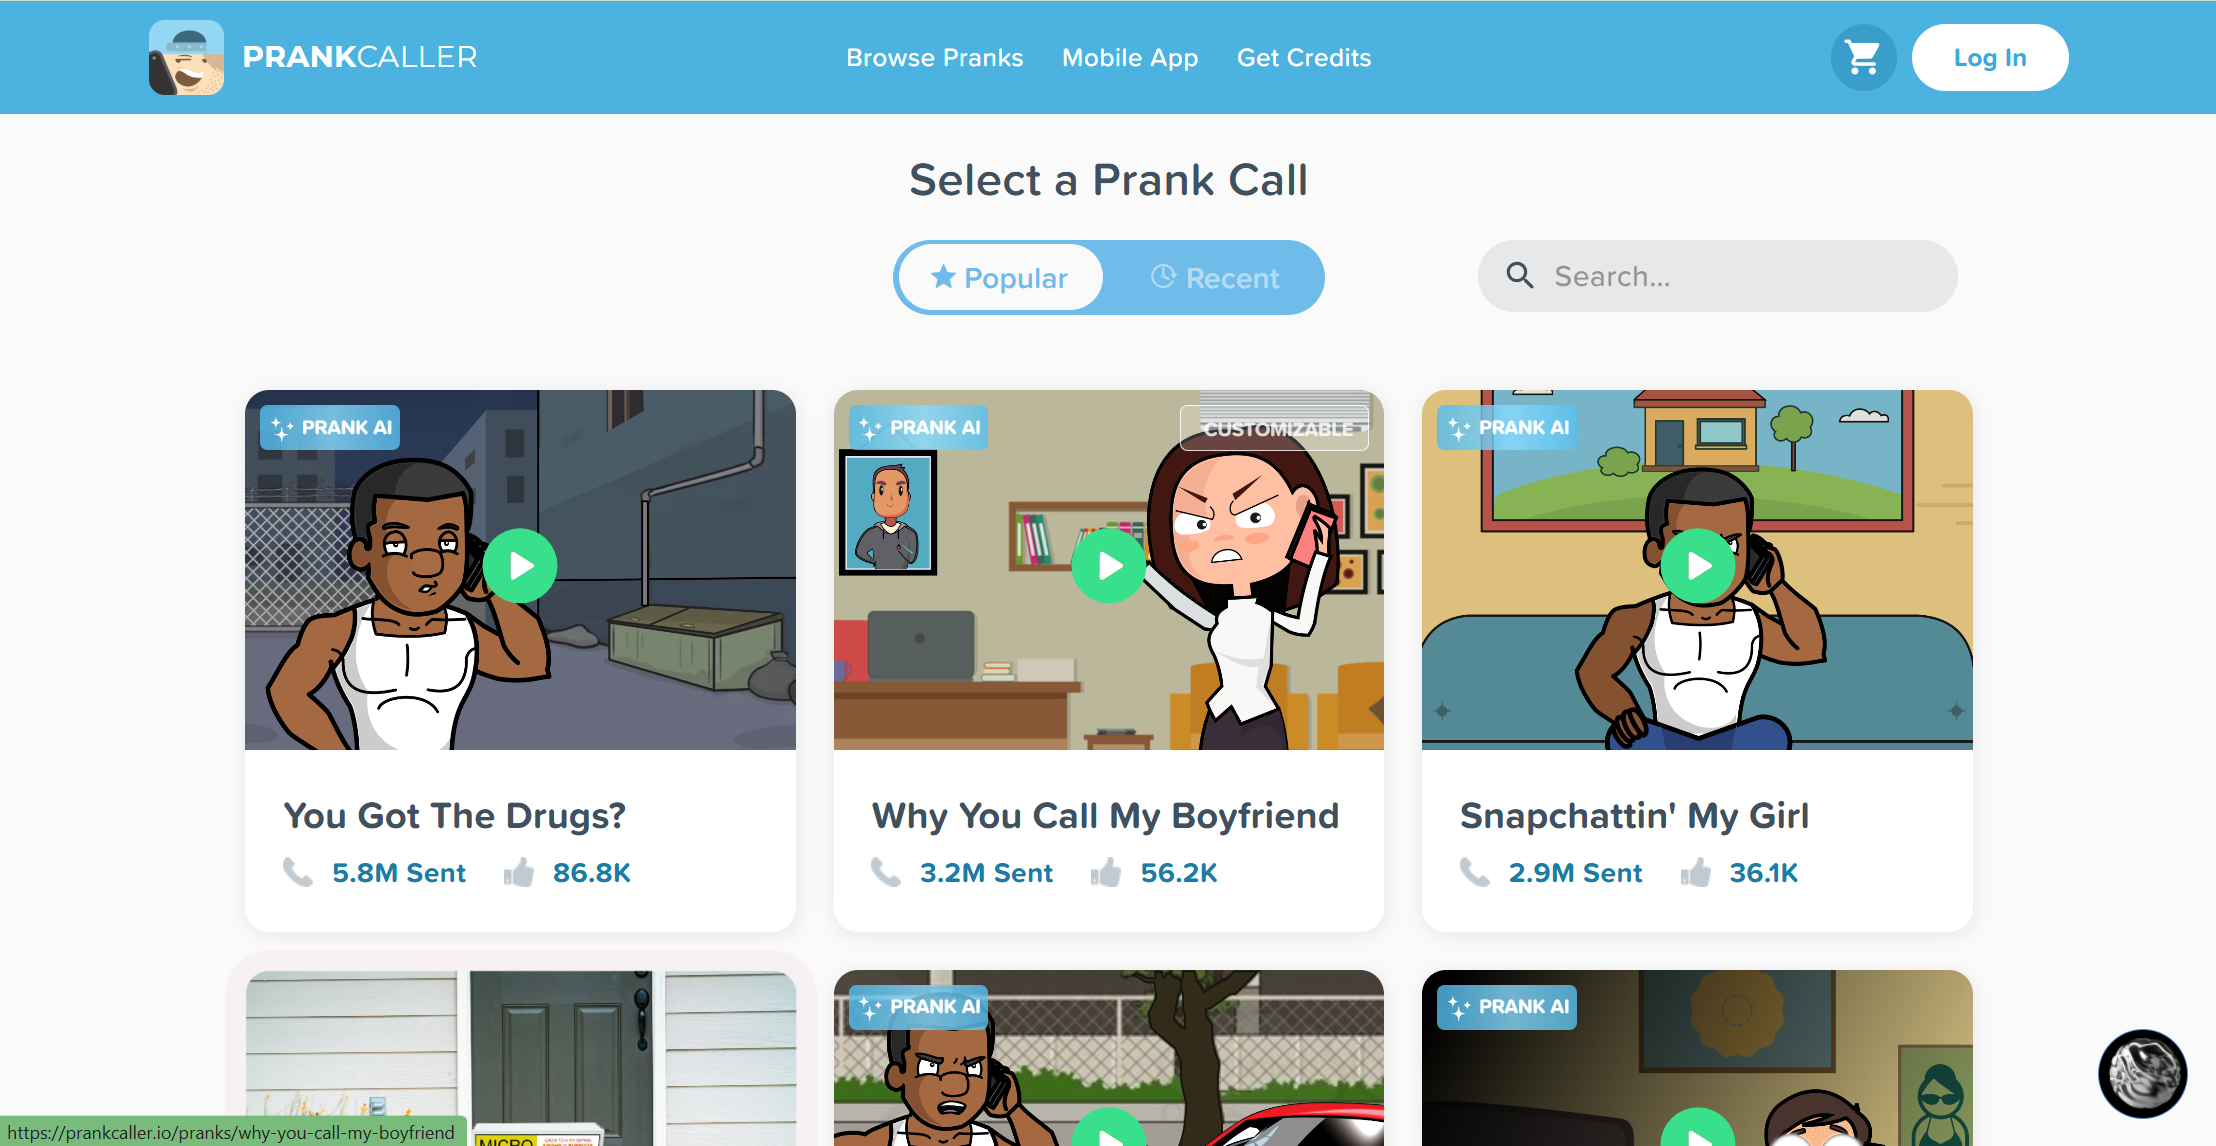 PRANKCALLER
Browse Pranks
Mobile App
Get Credits
Log In
Select a Prank Call
Popular
Recent
Search...
PRANK AI
PRANK AI
CUSTOMIZABLE
PRANK AI
You Got The Drugs?
5.8M Sent
86.8K
Why You Call My Boyfriend
3.2M Sent
56.2K
Snapchattin' My Girl
2.9M Sent
36.1K
PRANK AI
PRANK AI
MICRO
https://prankcaller.io/pranks/why-you-call-my-boyfriend